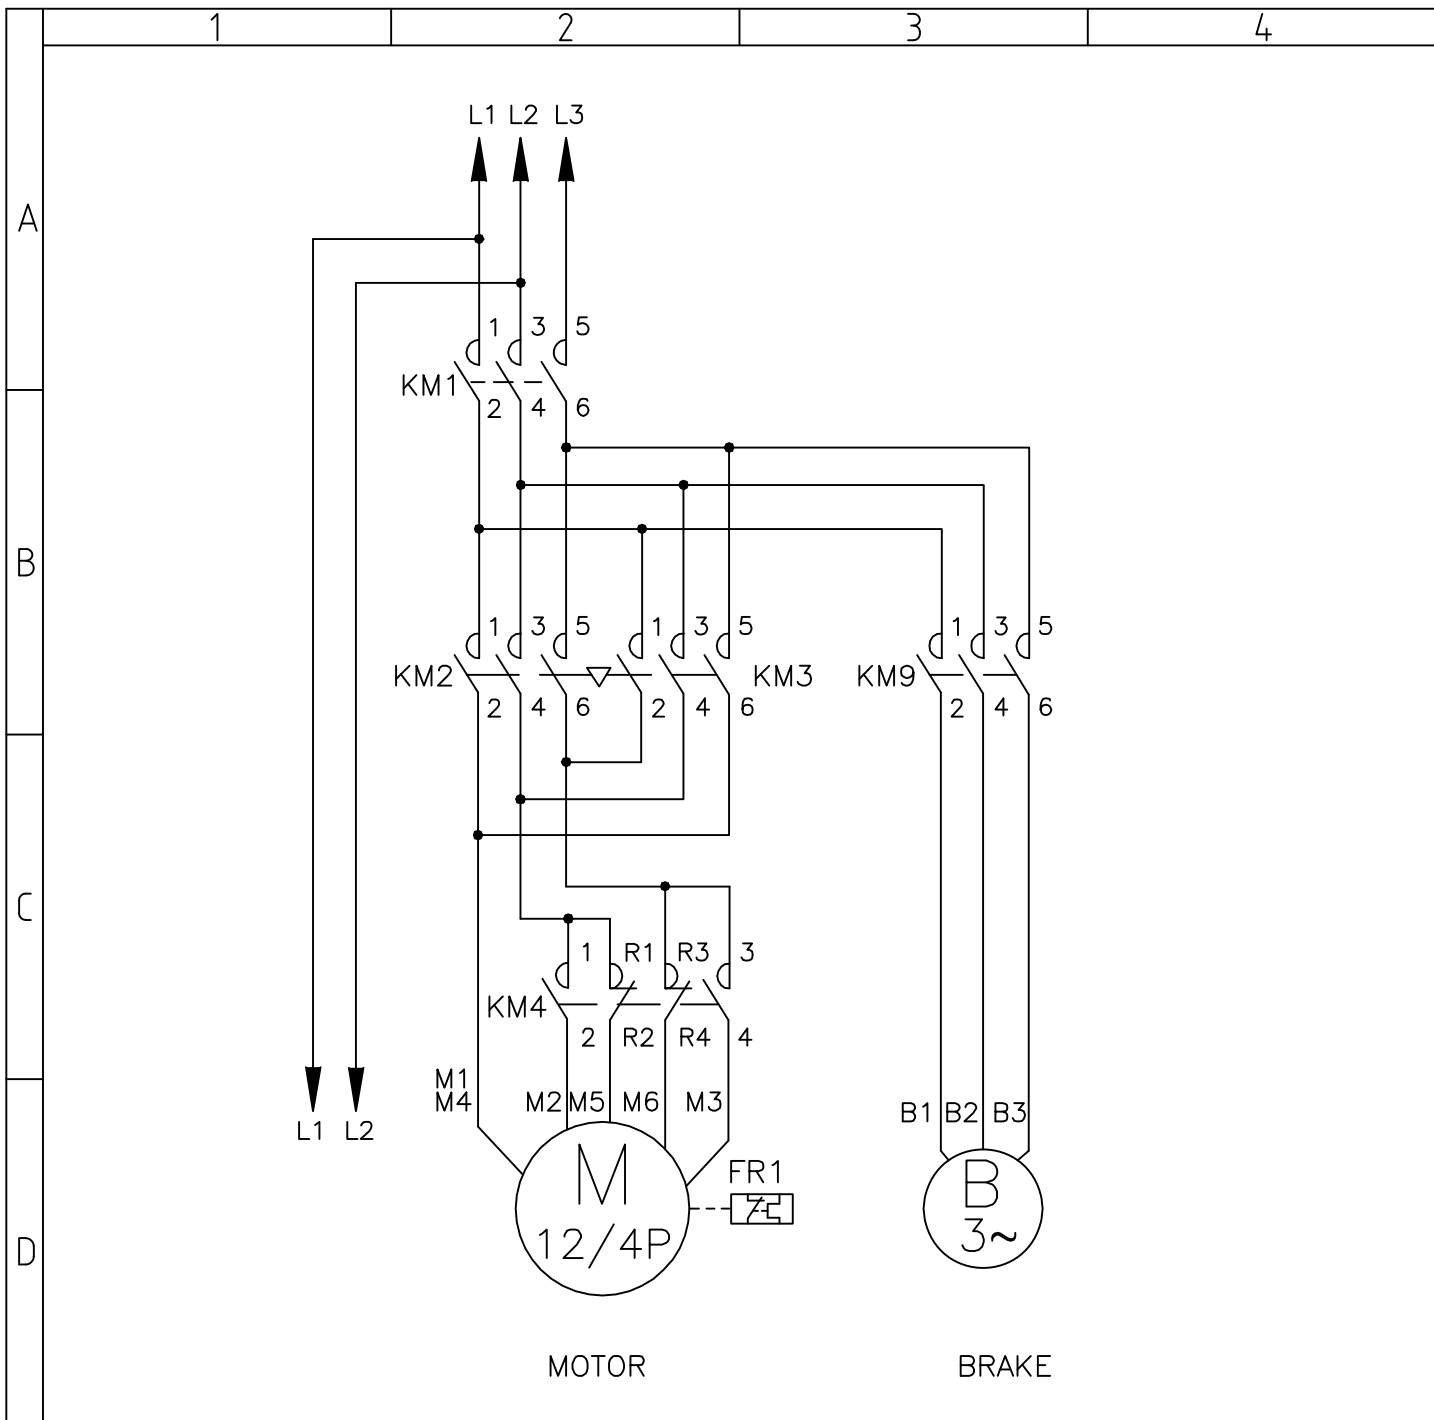 1 2 3 4
L1 L2 L3
A
1 3 5
KM1
2 4 6
B
1 3 5 1 3 5 1 3 5
KM2 KM3 KM9
2 4 6 2 4 6 2 4 6
C
1 R1 R3 3
KM4
2 R2 R4 4
M1
M4 M2 M5 M6 M3 B1 B2 B3
L1 L2
M FR1 B
12/4P 3~
D
MOTOR BRAKE